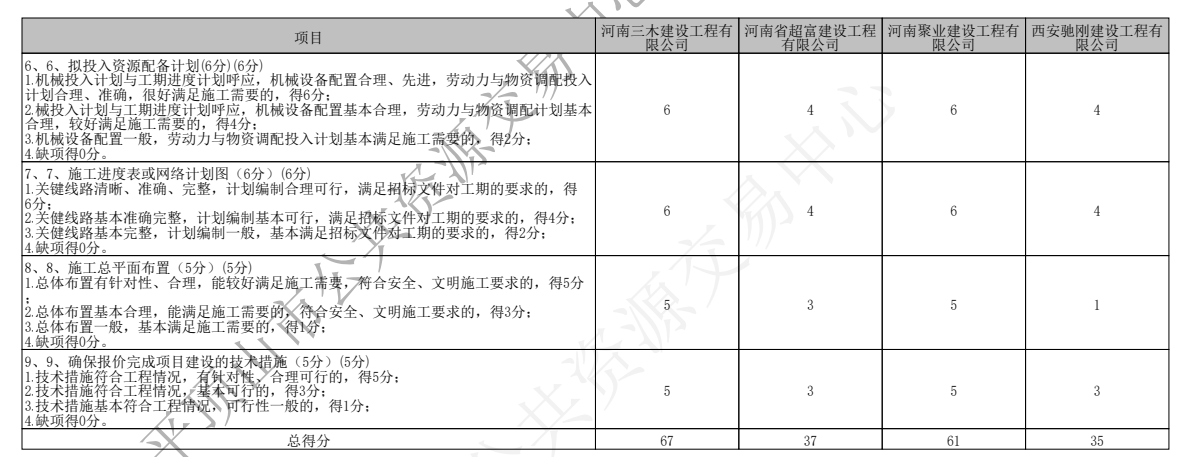 项目
河南三木建设工程有限公司
河南省超富建设工程有限公司
河南聚业建设工程有限公司
西安驰刚建设工程有限公司
6、6、拟投入资源配备计划(6分)(6分)
1.机械投入计划与工期进度计划呼应，机械设备配置合理、先进，劳动力与物资调配投入
计划合理、准确，很好满足施工需要的，得6分；
2.械投入计划与工期进度计划呼应，机械设备配置基本合理，劳动力与物资调配计划基本
合理，较好满足施工需要的，得4分；
3.机械设备配置一般，劳动力与物资调配投入计划基本满足施工需要的，得2分；
4.缺项得0分。
6 4 6 4
7、7、施工进度表或网络计划图（6分）(6分)
1.关键线路清晰、准确、完整，计划编制合理可行，满足招标文件对工期的要求的，得
6分；
2.关健线路基本准确完整，计划编制基本可行，满足招标文件对工期的要求的，得4分；
3.关健线路基本完整，计划编制一般，基本满足招标文件对工期的要求的，得2分；
4.缺项得0分。
6 4 6 4
8、8、施工总平面布置（5分）(5分)
1.总体布置有针对性、合理，能较好满足施工需要，符合安全、文明施工要求的，得5分
；
2.总体布置基本合理，能满足施工需要的，符合安全、文明施工要求的，得3分；
3.总体布置一般，基本满足施工需要的，得1分；
4.缺项得0分。
5 3 5 1
9、9、确保报价完成项目建设的技术措施（5分）(5分)
1.技术措施符合工程情况，有针对性、合理可行的，得5分；
2.技术措施符合工程情况，基本可行的，得3分；
3.技术措施基本符合工程情况，可行性一般的，得1分；
4.缺项得0分。
5 3 5 3
总得分 67 37 61 35
平顶山市公共资源交易中心
公共资源交易中心